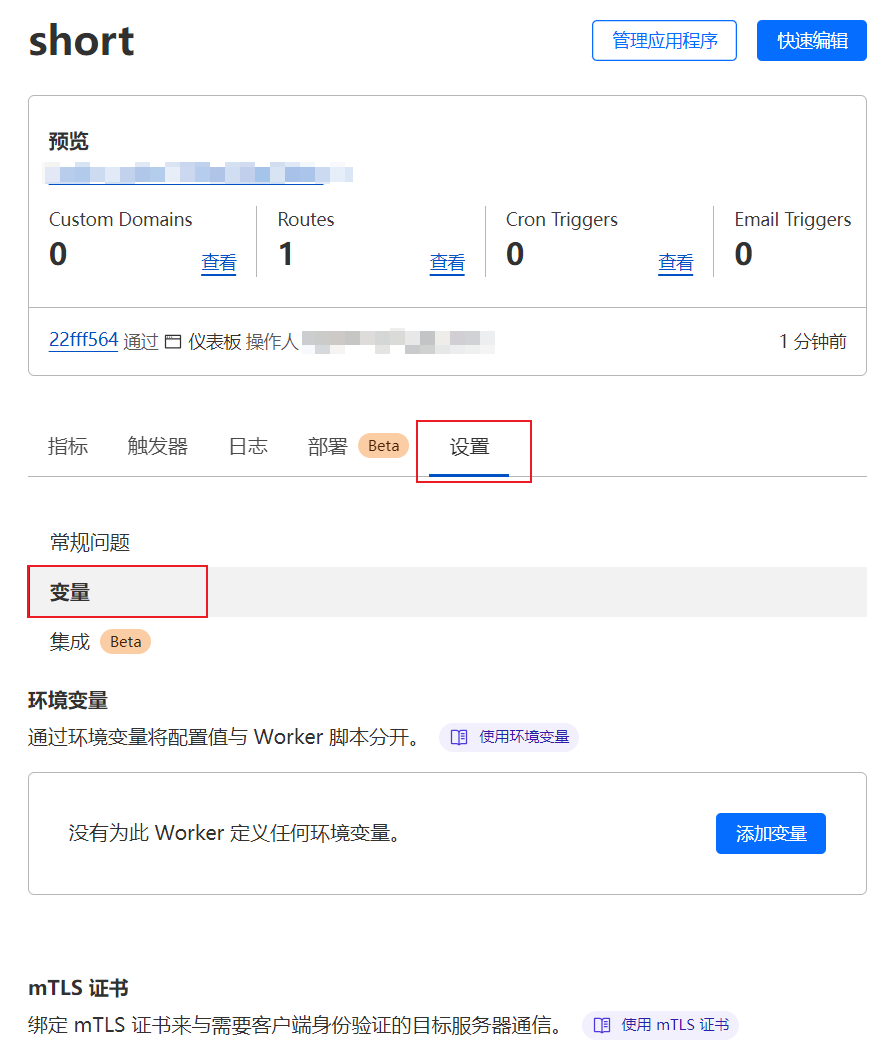 short
管理应用程序 快速编辑
预览
Custom Domains Routes Cron Triggers Email Triggers
0 查看 1 查看 0 查看 0
22fff564 通过 仪表板 操作人 1 分钟前
指标 触发器 日志 部署 Beta 设置
常规问题
变量
集成 Beta
环境变量
通过环境变量将配置值与 Worker 脚本分开。 使用环境变量
没有为此 Worker 定义任何环境变量。 添加变量
mTLS 证书
绑定 mTLS 证书来与需要客户端身份验证的目标服务器通信。 使用 mTLS 证书